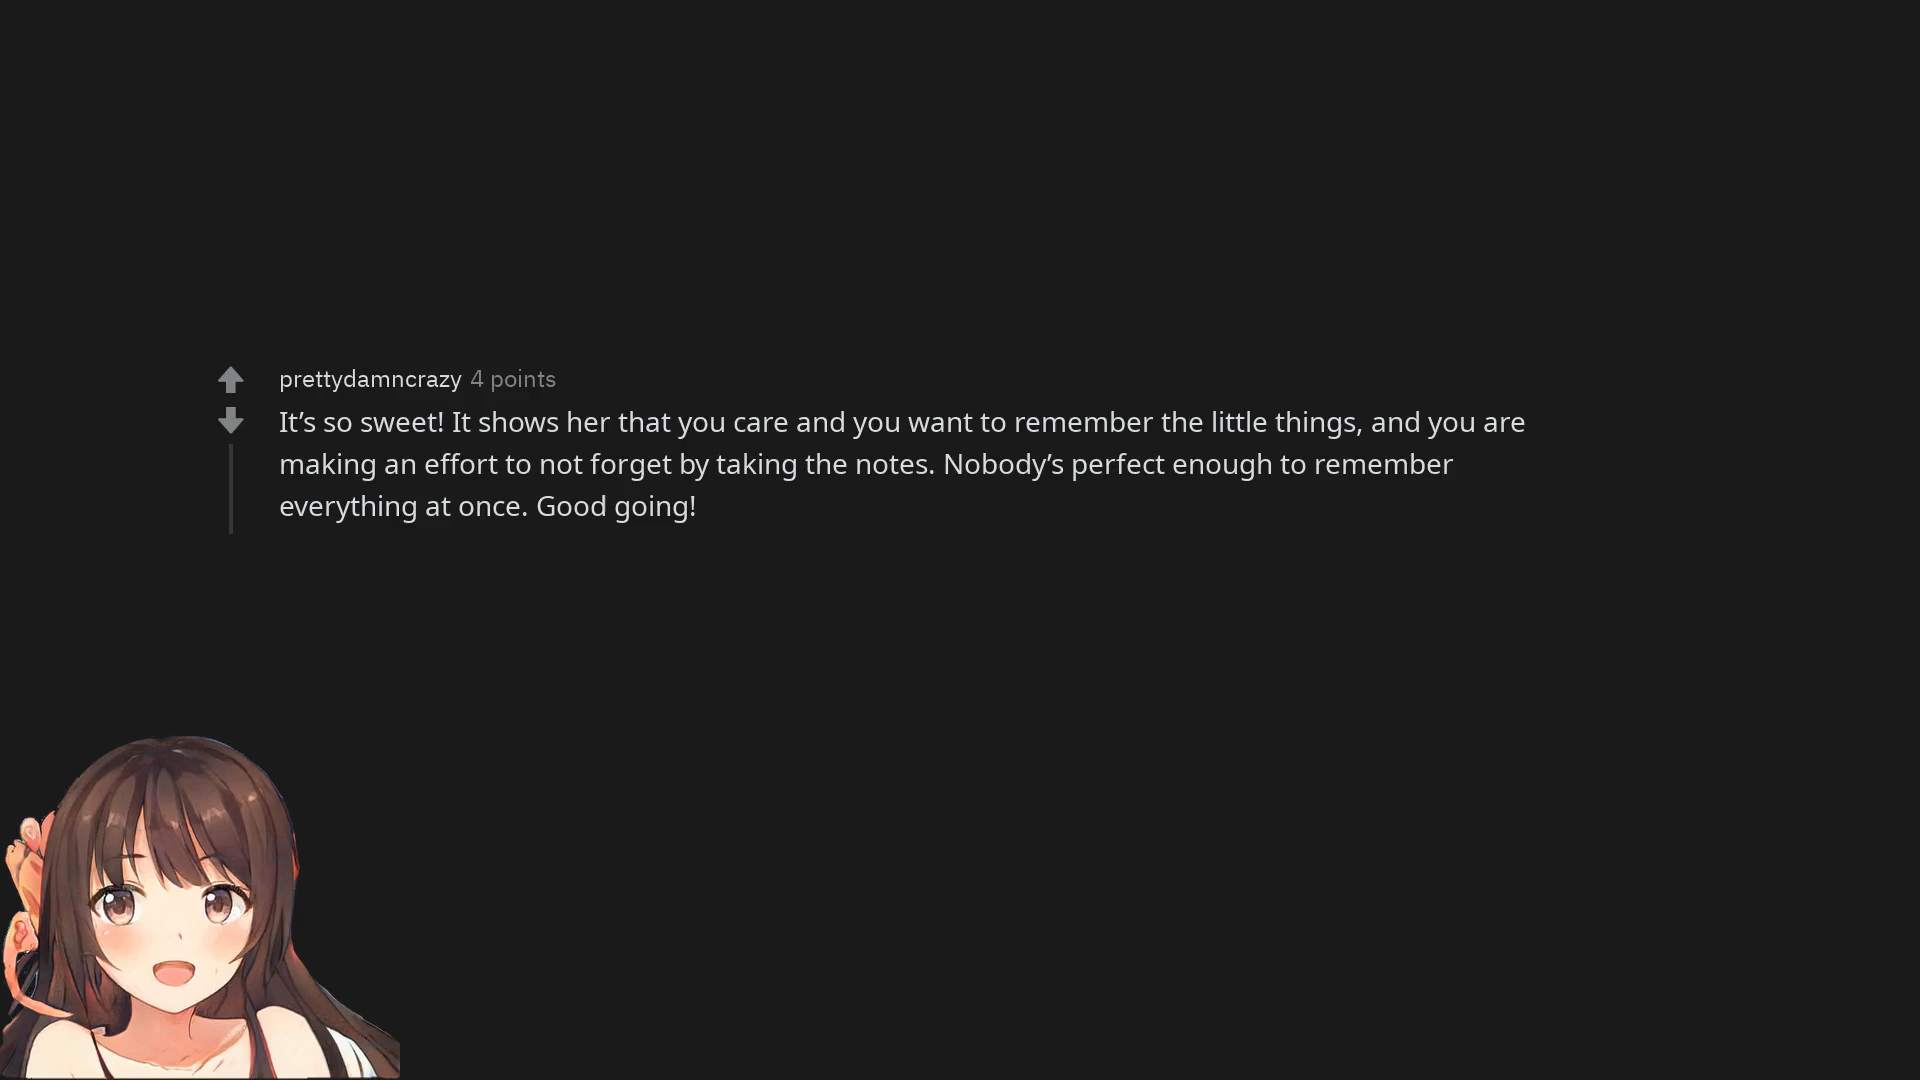 prettydamncrazy 4 points
It’s so sweet! It shows her that you care and you want to remember the little things, and you are
making an effort to not forget by taking the notes. Nobody’s perfect enough to remember
everything at once. Good going!